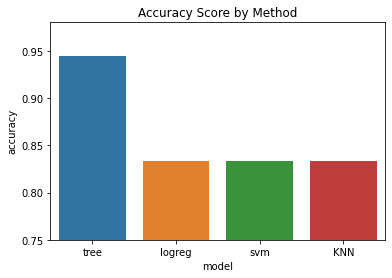 Accuracy Score by Method
accuracy
0.95
0.90
0.85
0.80
0.75
tree logreg svm KNN
model